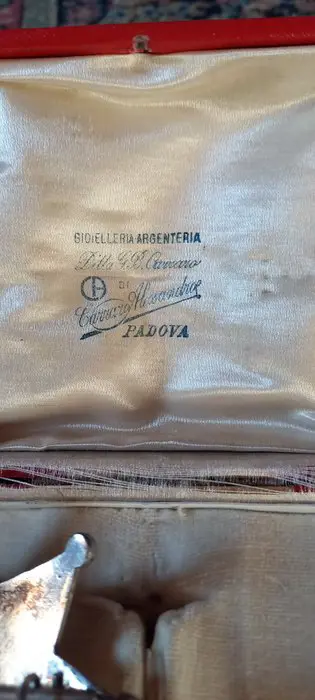 GIOIELLERIA-ARGENTERIA
Ditta G.B. Carraro
DI
Carraro Alessandro
PADOVA